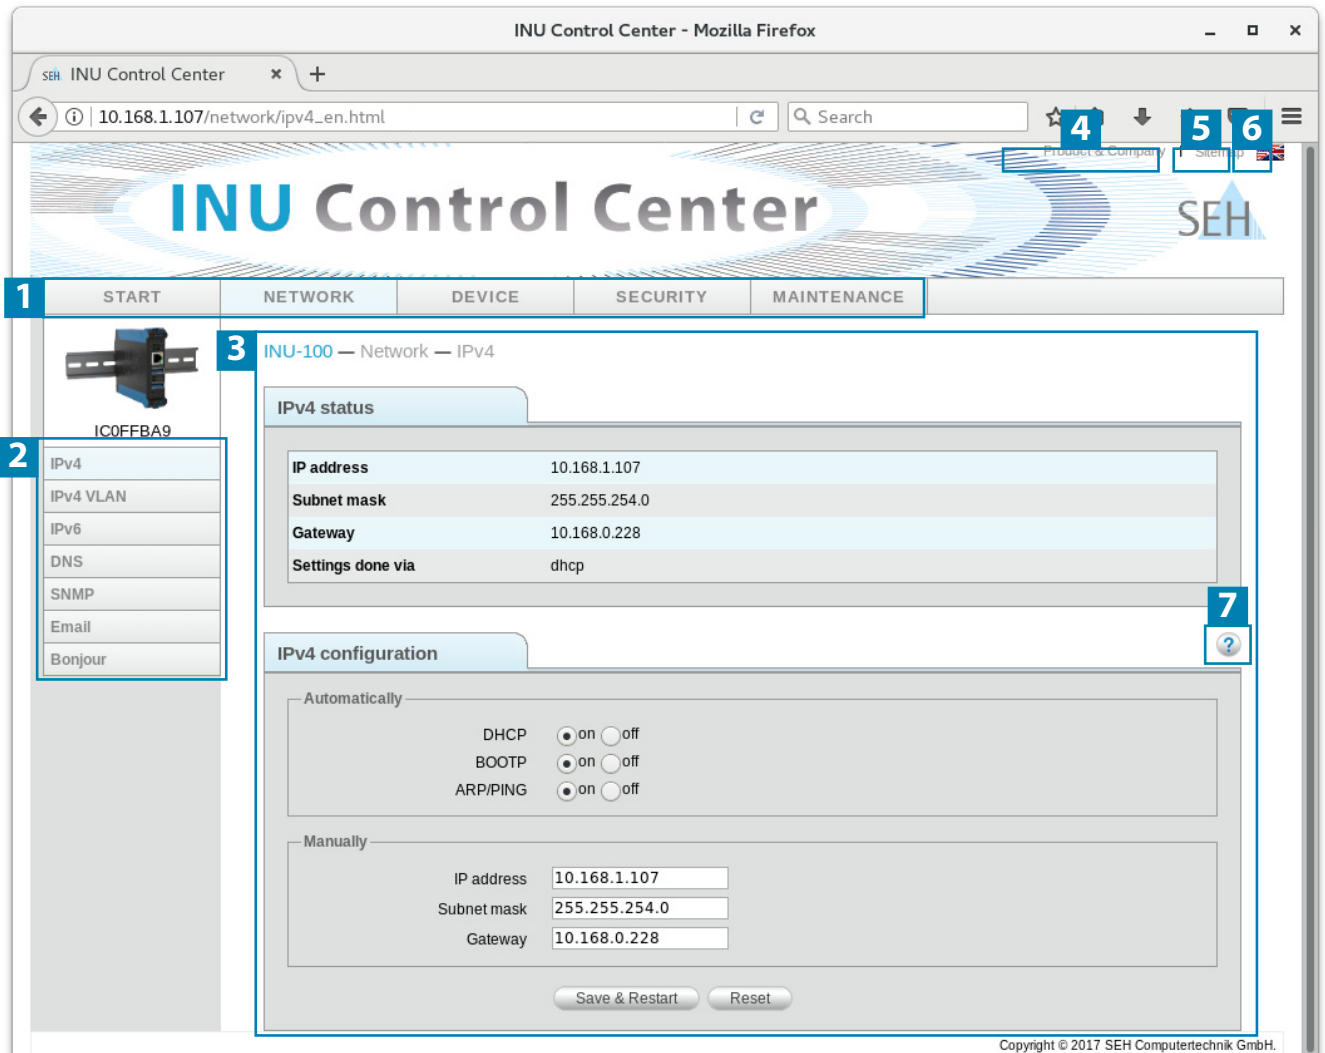 INU Control Center - Mozilla Firefox
SEH INU Control Center
10.168.1.107/network/ipv4_en.html
Search
4 5 6
Product & Company Sitemap
INU Control Center
SEH
1 START NETWORK DEVICE SECURITY MAINTENANCE
3 INU-100 — Network — IPv4
IC0FFBA9
2
IPv4
IPv4 VLAN
IPv6
DNS
SNMP
Email
Bonjour
IPv4 status
IP address 10.168.1.107
Subnet mask 255.255.254.0
Gateway 10.168.0.228
Settings done via dhcp
7
?
IPv4 configuration
Automatically
DHCP on off
BOOTP on off
ARP/PING on off
Manually
IP address 10.168.1.107
Subnet mask 255.255.254.0
Gateway 10.168.0.228
Save & Restart Reset
Copyright © 2017 SEH Computertechnik GmbH.